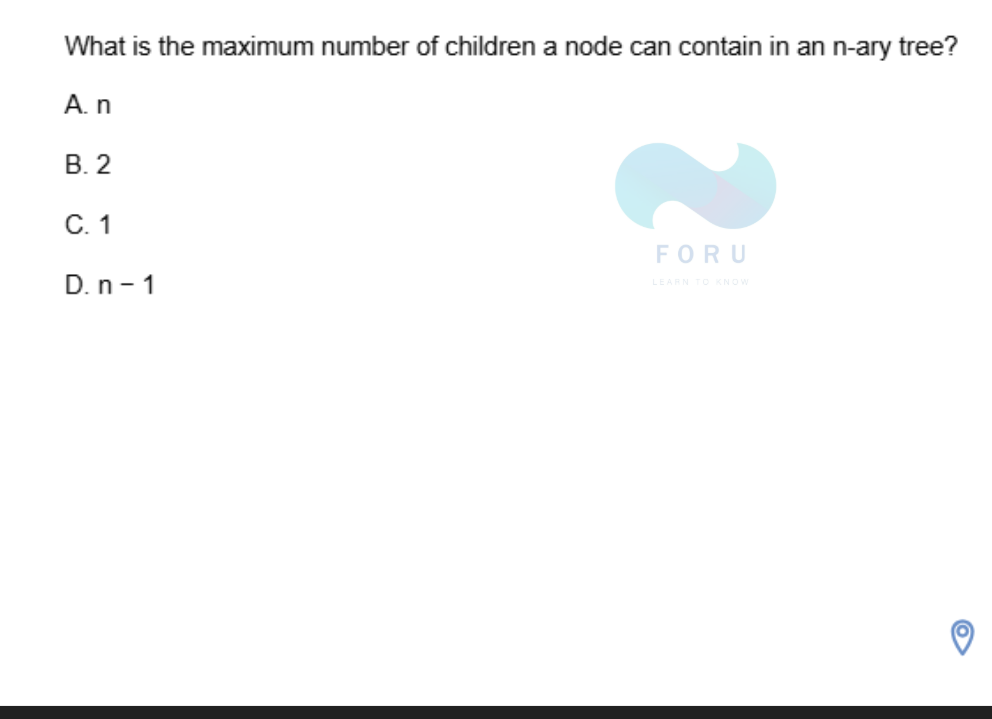 What is the maximum number of children a node can contain in an n-ary tree?
A. n
B. 2
C. 1
D. n − 1
FORU
LEARN TO KNOW